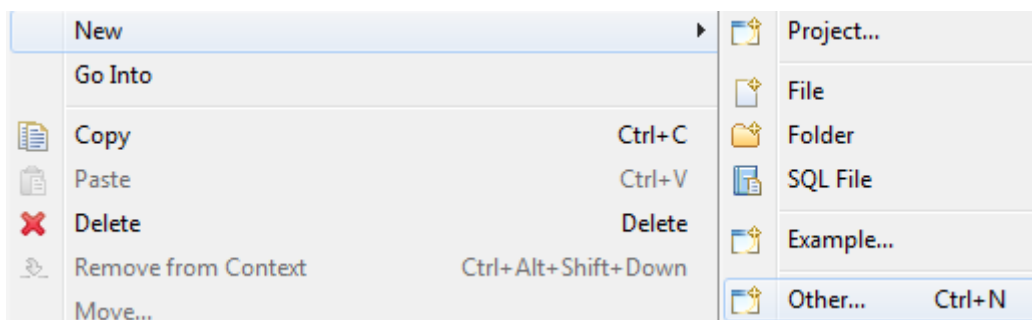 New
Go Into
Copy Ctrl+C
Paste Ctrl+V
Delete Delete
Remove from Context Ctrl+Alt+Shift+Down
Move...
Project...
File
Folder
SQL File
Example...
Other... Ctrl+N